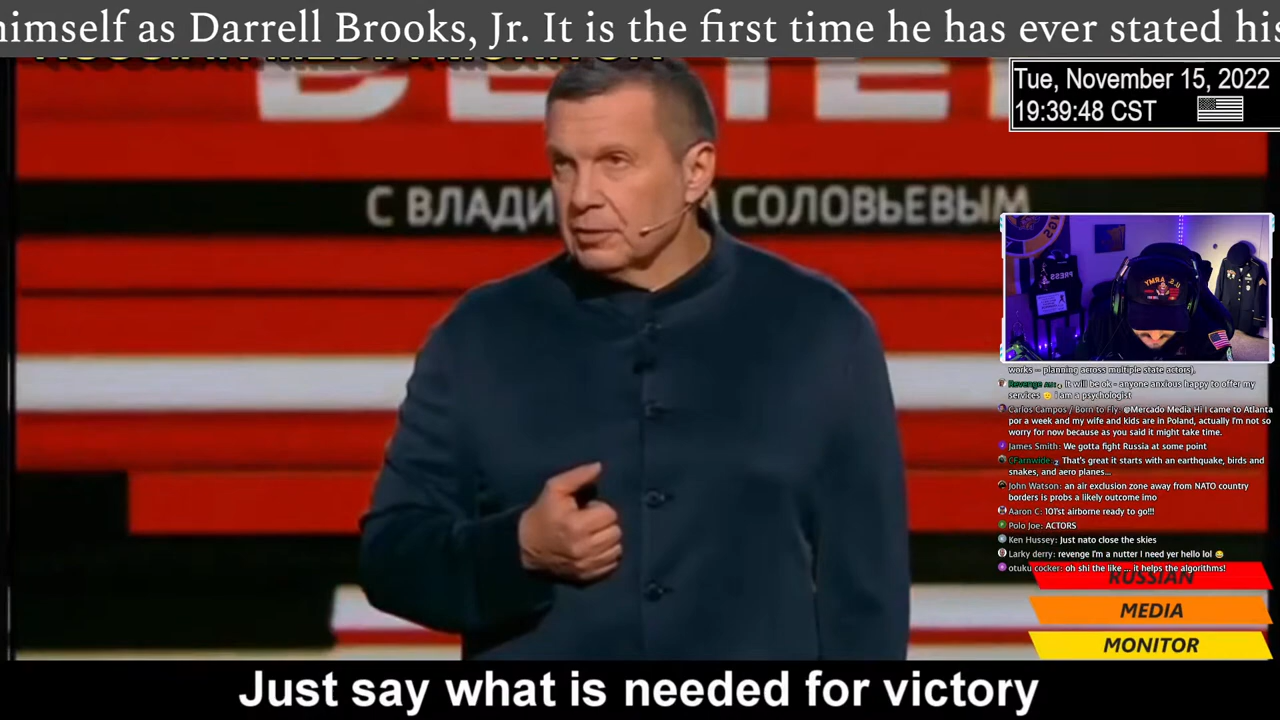 himself as Darrell Brooks, Jr. It is the first time he has ever stated his
RUSSIAN MEDIA MONITOR
Tue, November 15, 2022
19:39:48 CST
С ВЛАДИ СОЛОВЬЕВЫМ
PRESS
U.S. ARMY
works -- planning across multiple state actors).
Revenge It will be ok - anyone anxious happy to offer my
services I am a psychologist
Carlos Campos / Born to Fly: @Mercado Media Hi I came to Atlanta
por a week and my wife and kids are in Poland, actually I'm not so
worry for now because as you said it might take time.
James Smith: We gotta fight Russia at some point
CFarnwide: That's great it starts with an earthquake, birds and
snakes, and aero planes...
John Watson: an air exclusion zone away from NATO country
borders is probs a likely outcome imo
Aaron C: 101'st airborne ready to go!!!
Polo Joe: ACTORS
Ken Hussey: Just nato close the skies
Larky derry: revenge I'm a nutter I need yer hello lol
otuku cocker: oh shi the like ... it helps the algorithms!
RUSSIAN
MEDIA
MONITOR
Just say what is needed for victory